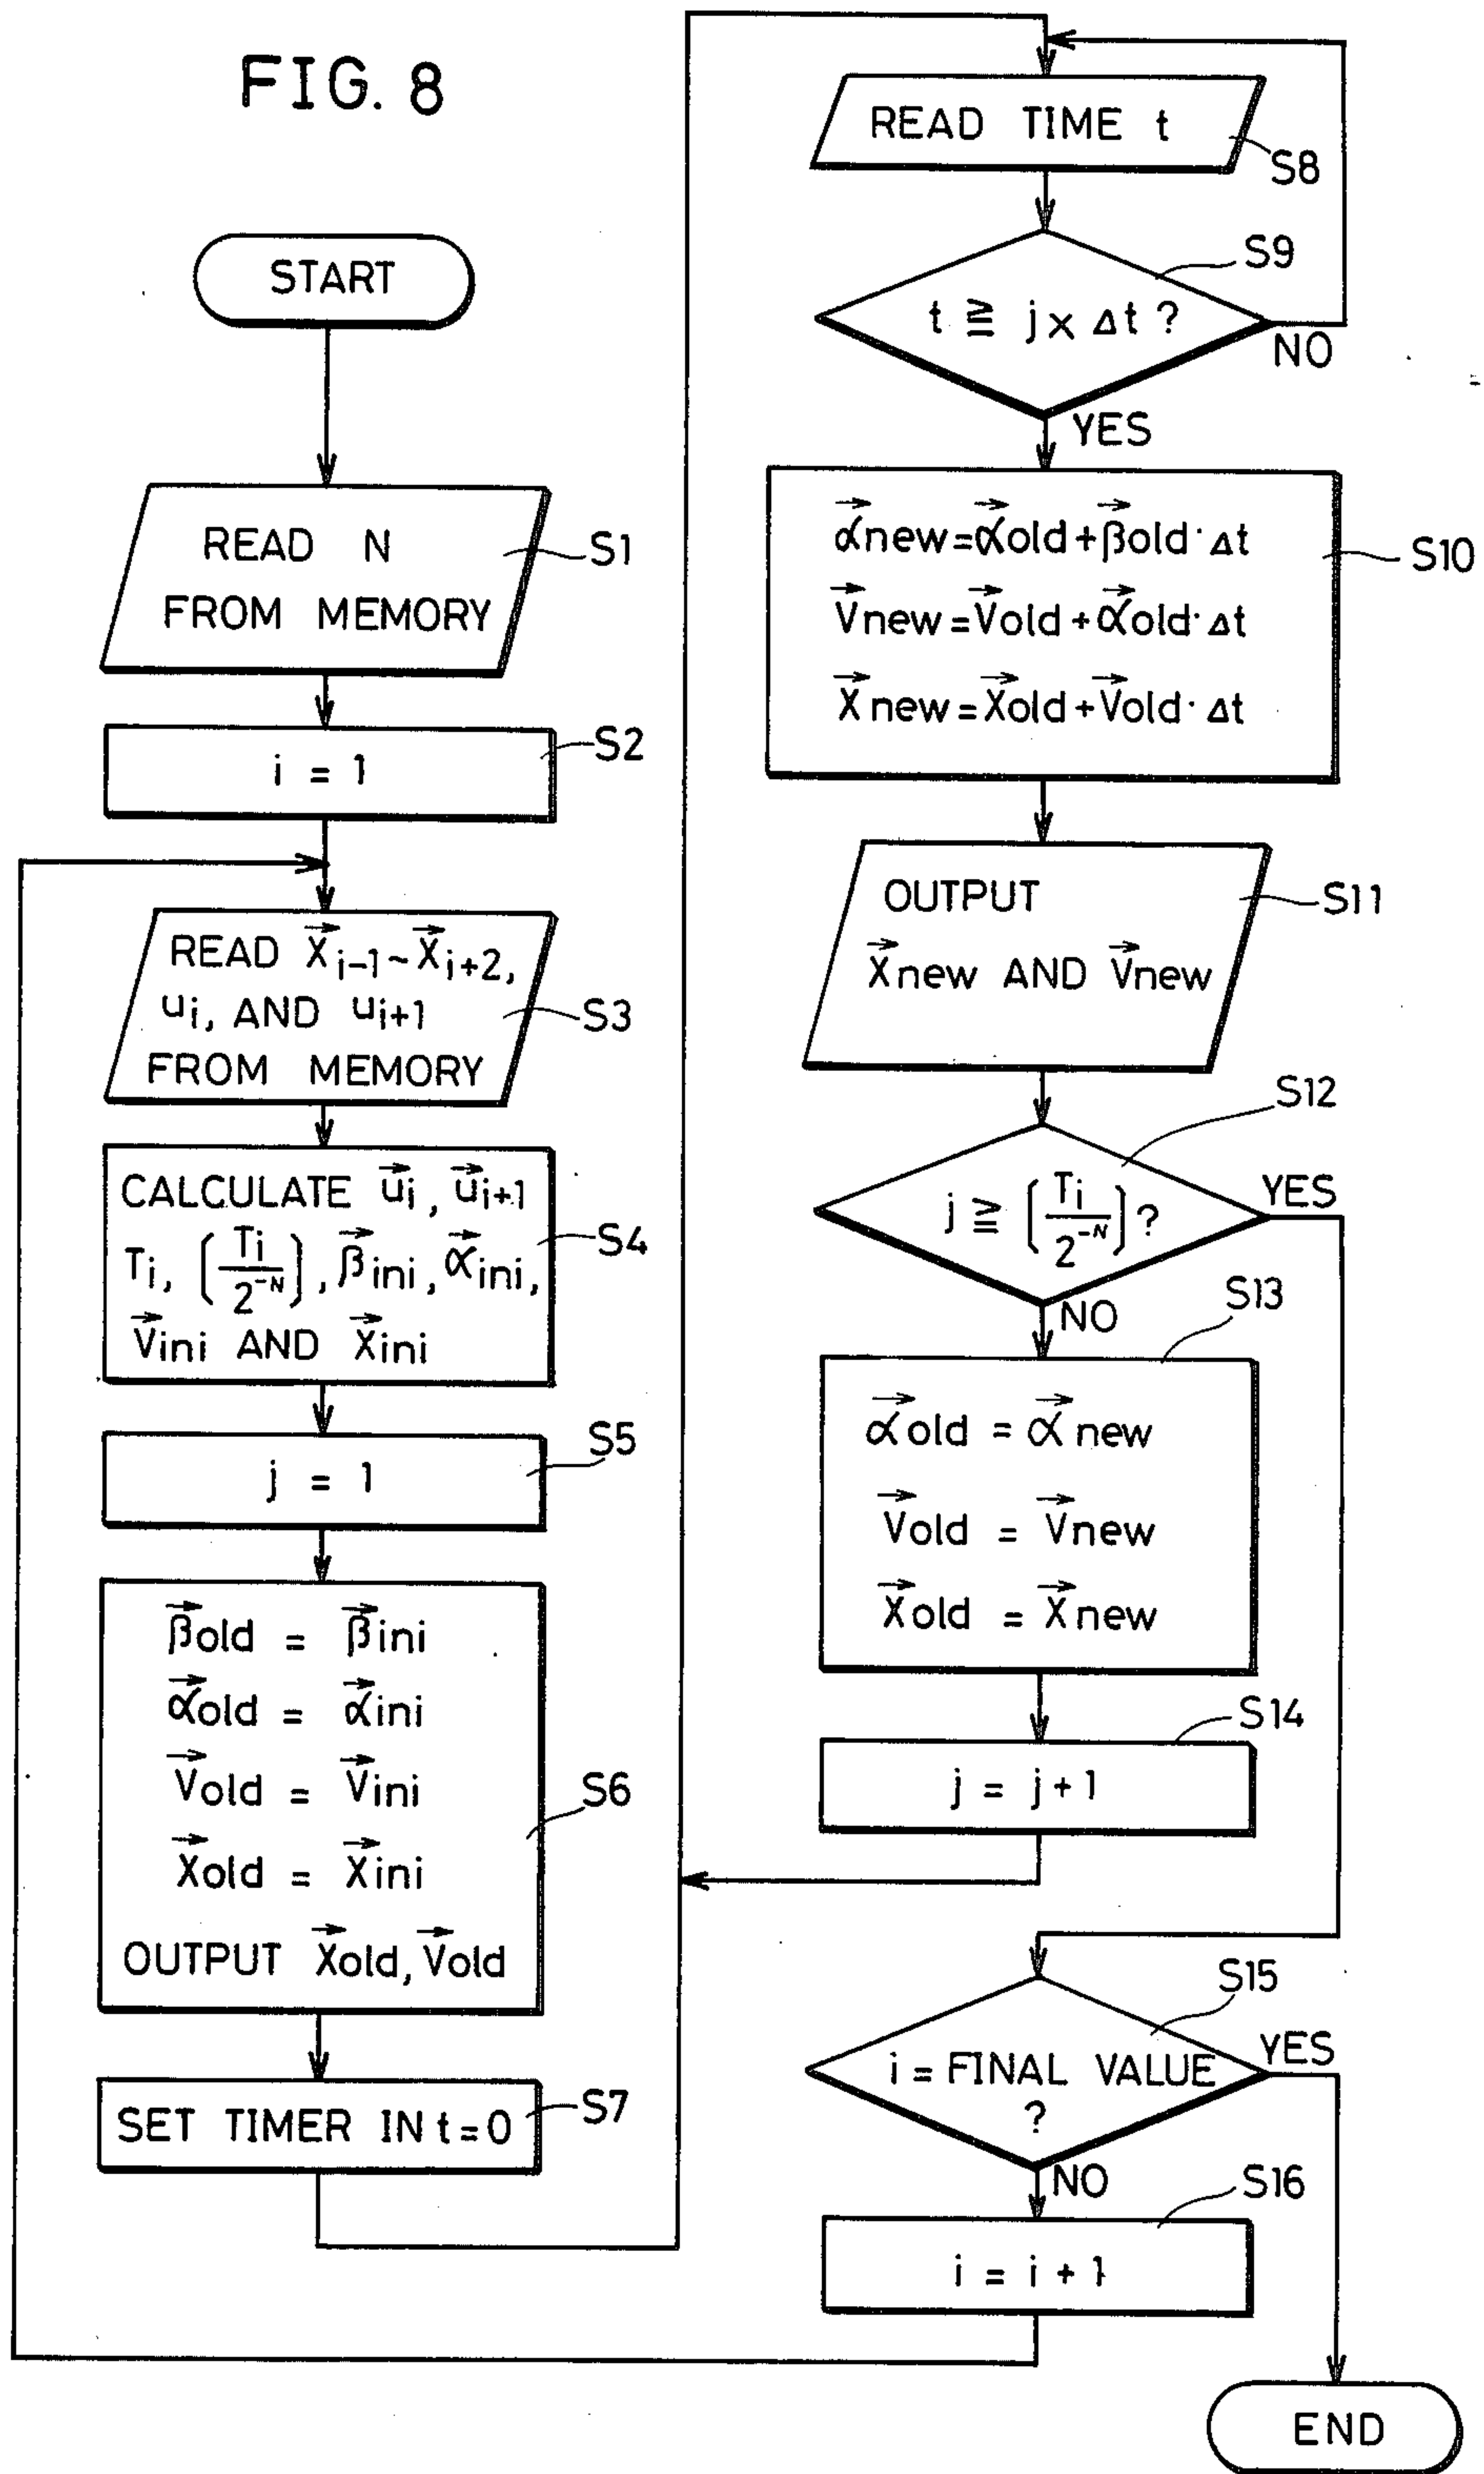 FIG. 8
START
READ N
FROM MEMORY
S1
i = 1
S2
READ X⃗i-1~X⃗i+2,
ui, AND ui+1
FROM MEMORY
S3
CALCULATE u⃗i, u⃗i+1
Ti, [Ti/2^-N], β⃗ini, α⃗ini,
V⃗ini AND X⃗ini
S4
j = 1
S5
β⃗old = β⃗ini
α⃗old = α⃗ini
V⃗old = V⃗ini
X⃗old = X⃗ini
OUTPUT X⃗old, V⃗old
S6
SET TIMER IN t=0
S7
READ TIME t
S8
t ≧ j× Δt ?
S9
NO
YES
α⃗new=α⃗old+β⃗old·Δt
V⃗new=V⃗old+α⃗old·Δt
X⃗new=X⃗old+V⃗old·Δt
S10
OUTPUT
X⃗new AND V⃗new
S11
j ≧ [Ti/2^-N]?
S12
YES
NO
α⃗old = α⃗new
V⃗old = V⃗new
X⃗old = X⃗new
S13
j = j+1
S14
i = FINAL VALUE
?
S15
YES
NO
i = i + 1
S16
END